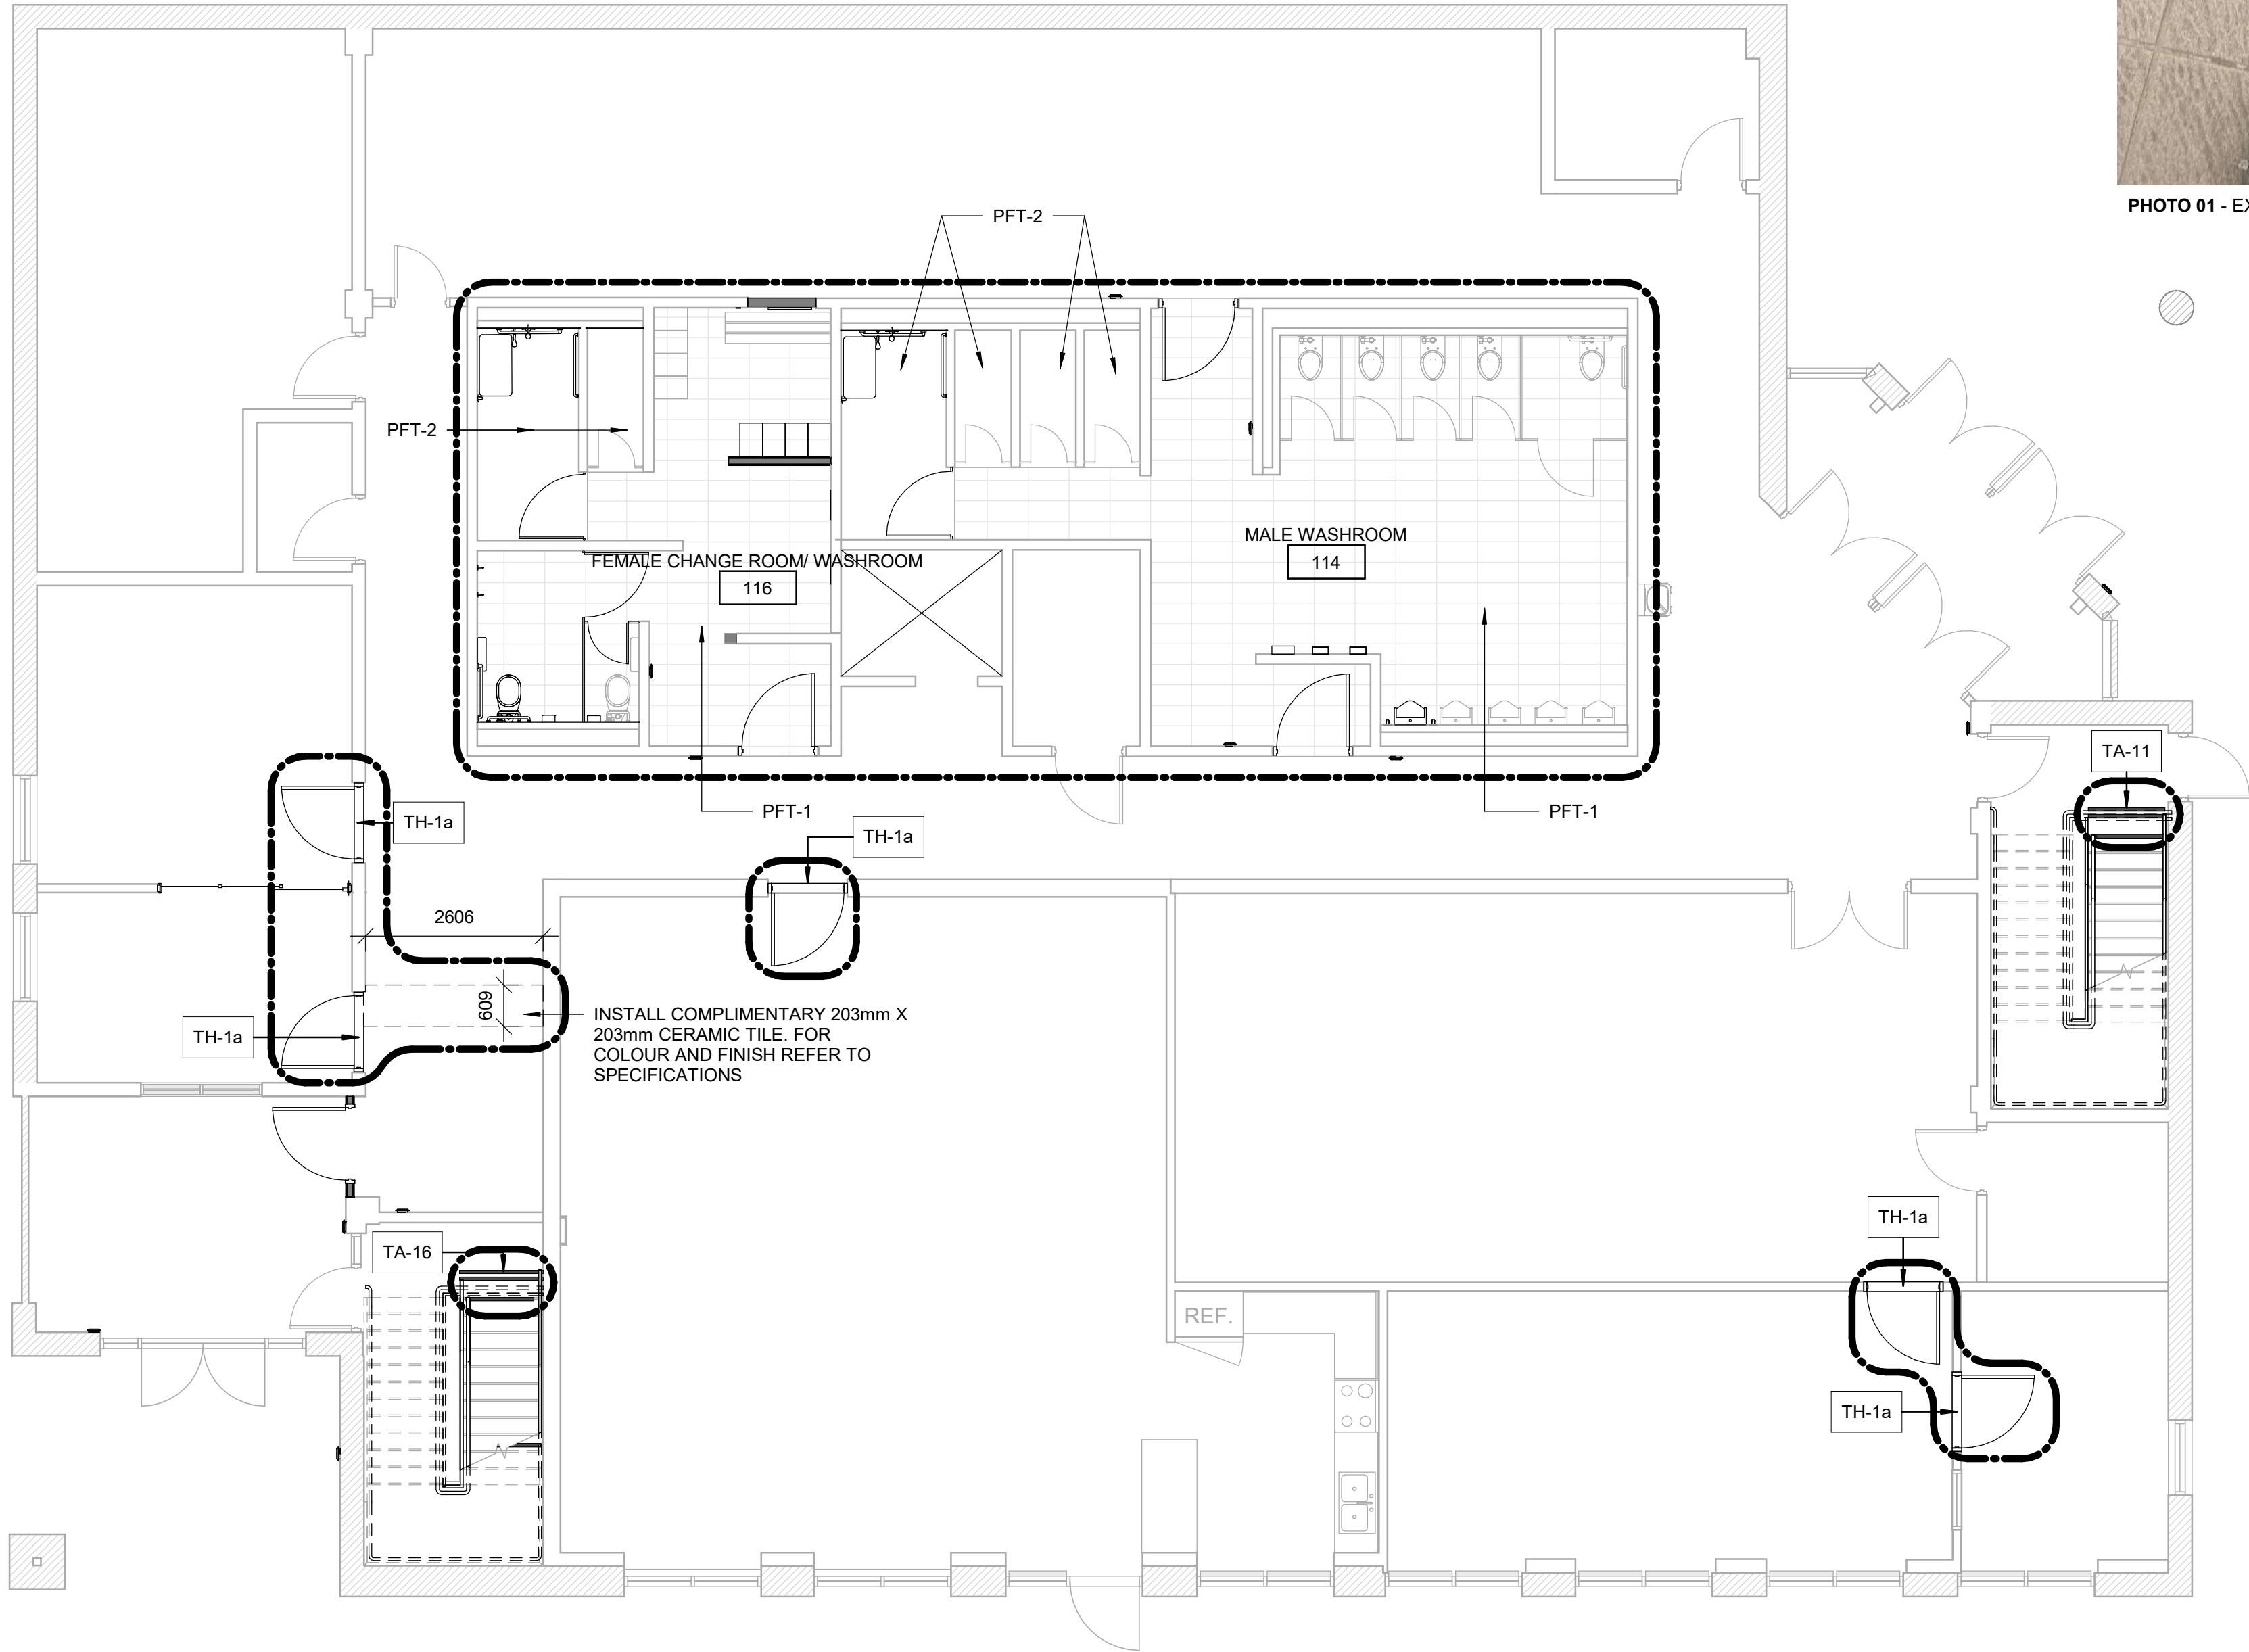 PHOTO 01 - EX
PFT-2
PFT-2
MALE WASHROOM
114
FEMALE CHANGE ROOM/ WASHROOM
116
TA-11
PFT-1
PFT-1
TH-1a
TH-1a
2606
609
INSTALL COMPLIMENTARY 203mm X
203mm CERAMIC TILE. FOR
COLOUR AND FINISH REFER TO
SPECIFICATIONS
TH-1a
TH-1a
TA-16
REF.
TH-1a